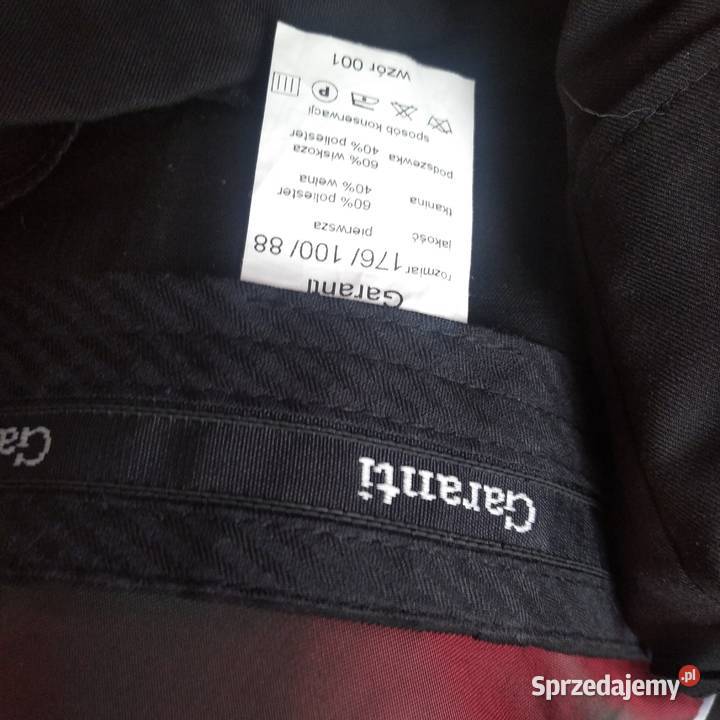 Garanti
rozmiar 176/ 100/ 88
jakość pierwsza
tkanina 60% poliester
40% wełna
podszewka 60% wiskoza
40% poliester
sposób konserwacji
P
wzór 001
Garanti
Ga
Sprzedajemy.pl